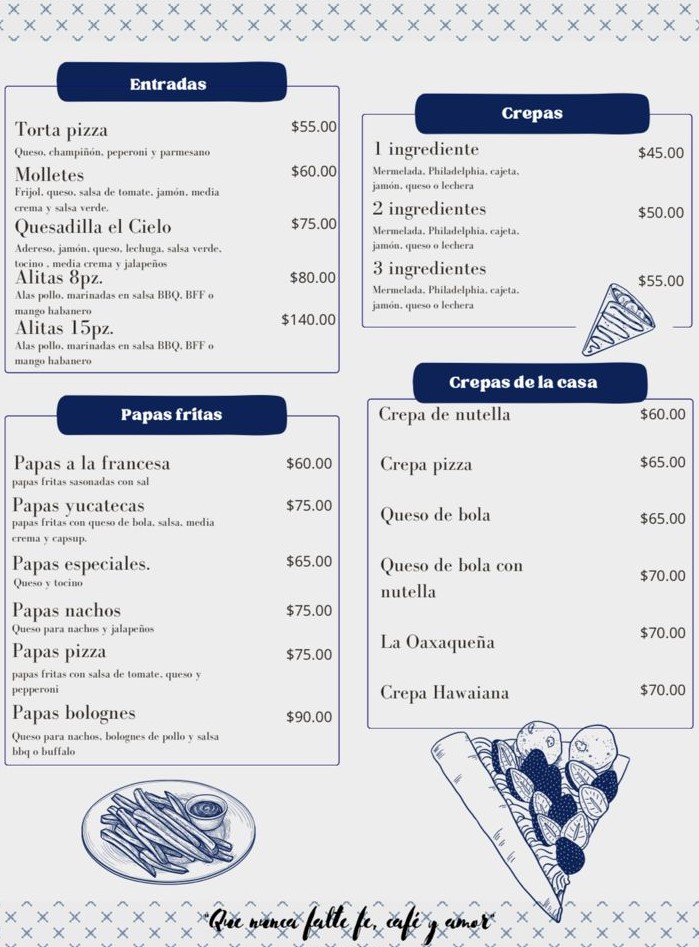 Entradas
Torta pizza $55.00
Queso, champiñón, peperoni y parmesano
Molletes $60.00
Frijol, queso, salsa de tomate, jamón, media
crema y salsa verde.
Quesadilla el Cielo $75.00
Adereso, jamón, queso, lechuga, salsa verde,
tocino , media crema y jalapeños
Alitas 8pz. $80.00
Alas pollo, marinadas en salsa BBQ, BFF o
mango habanero
Alitas 15pz. $140.00
Alas pollo, marinadas en salsa BBQ, BFF o
mango habanero
Papas fritas
Papas a la francesa $60.00
papas fritas sasonadas con sal
Papas yucatecas $75.00
papas fritas con queso de bola, salsa, media
crema y capsup.
Papas especiales. $65.00
Queso y tocino
Papas nachos $75.00
Queso para nachos y jalapeños
Papas pizza $75.00
papas fritas con salsa de tomate, queso y
pepperoni
Papas bolognes $90.00
Queso para nachos, bolognes de pollo y salsa
bbq o buffalo
Crepas
1 ingrediente $45.00
Mermelada, Philadelphia, cajeta,
jamón, queso o lechera
2 ingredientes $50.00
Mermelada, Philadelphia, cajeta,
jamón, queso o lechera
3 ingredientes $55.00
Mermelada, Philadelphia, cajeta,
jamón, queso o lechera
Crepas de la casa
Crepa de nutella $60.00
Crepa pizza $65.00
Queso de bola $65.00
Queso de bola con $70.00
nutella
La Oaxaqueña $70.00
Crepa Hawaiana $70.00
"Que nunca falte fe, café y amor"